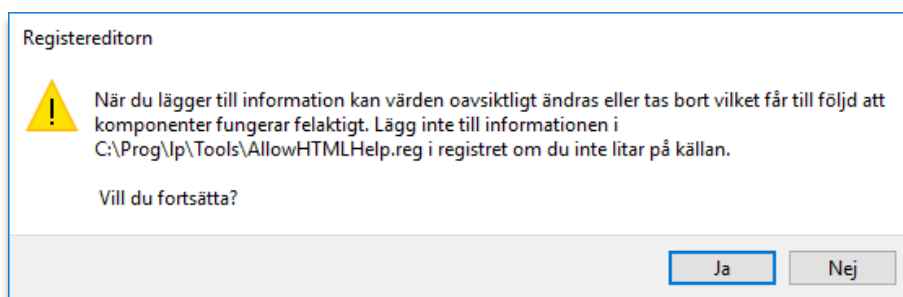 Registereditorn
När du lägger till information kan värden oavsiktligt ändras eller tas bort vilket får till följd att
komponenter fungerar felaktigt. Lägg inte till informationen i
C:\Prog\Ip\Tools\AllowHTMLHelp.reg i registret om du inte litar på källan.
Vill du fortsätta?
Ja
Nej